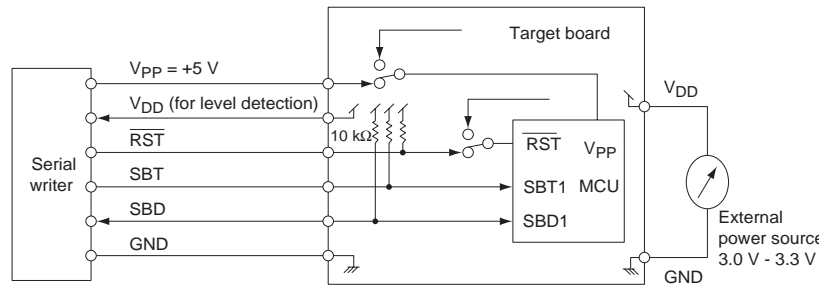 Target board
VPP = +5 V
VDD (for level detection)
VDD
RST
10 kΩ
RST
VPP
Serial
writer
SBT
SBT1
MCU
SBD
SBD1
External
power source
3.0 V - 3.3 V
GND
GND